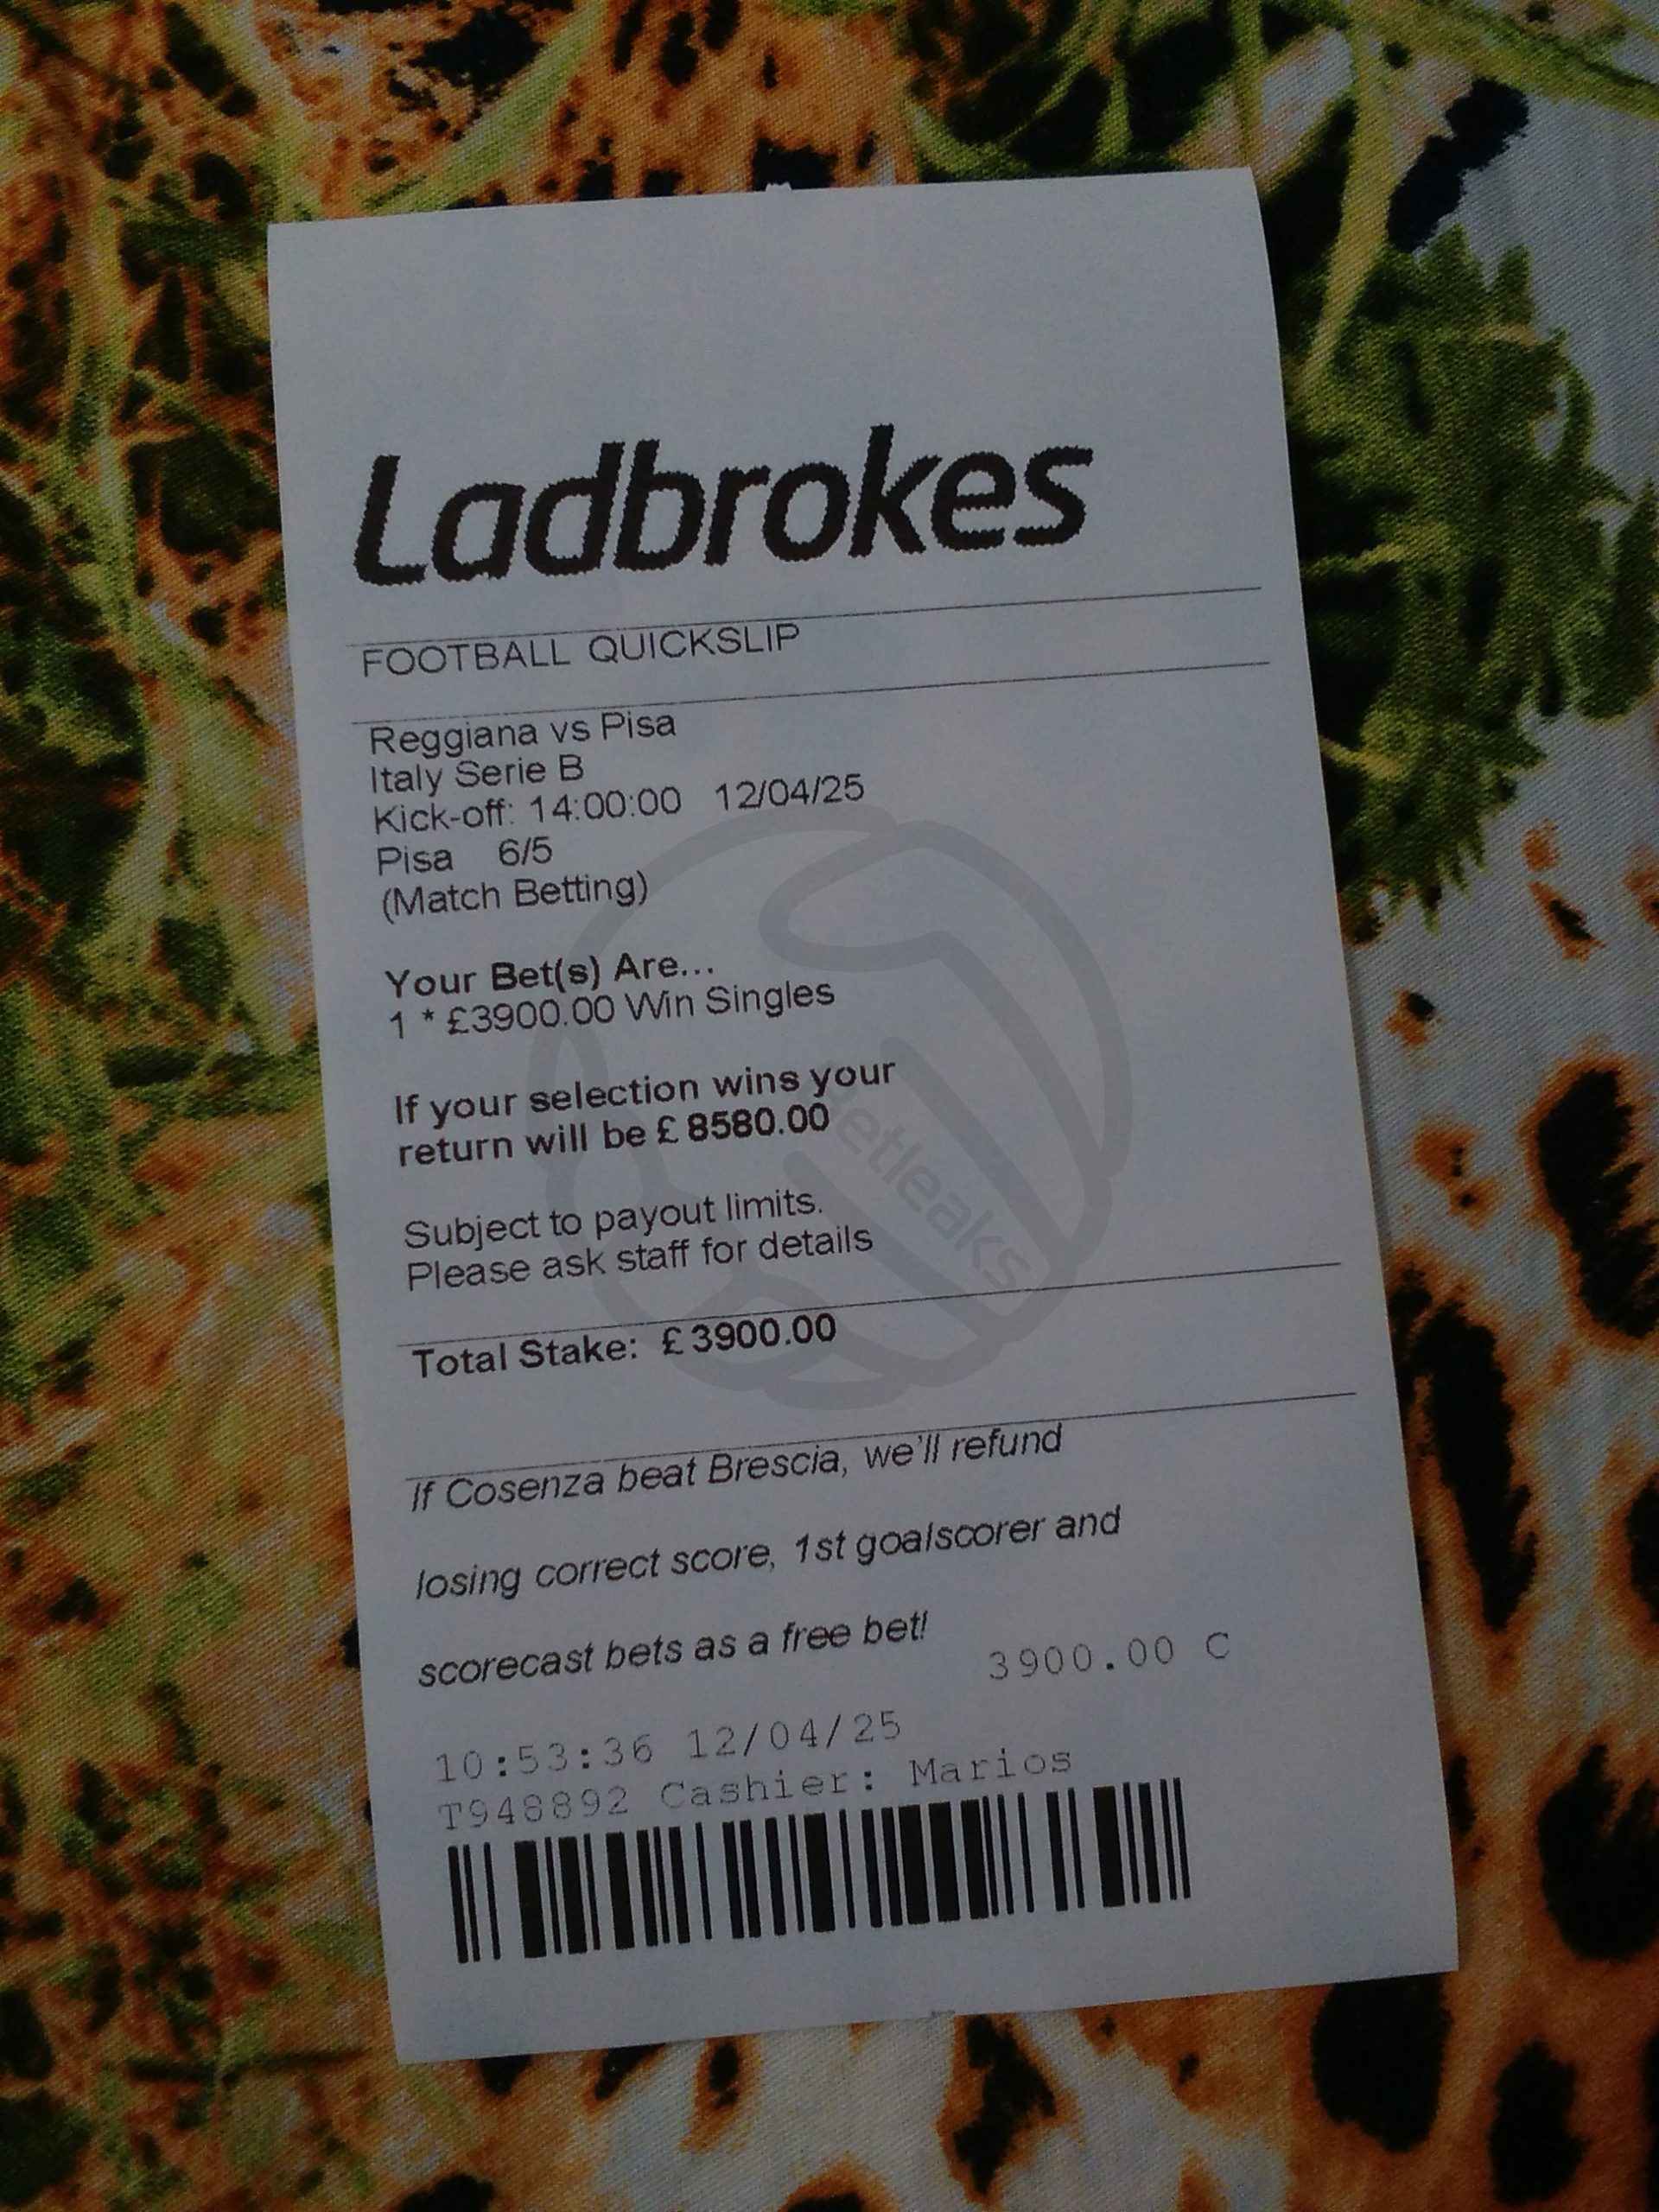 Ladbrokes
FOOTBALL QUICKSLIP
Reggiana vs Pisa
Italy Serie B
Kick-off: 14:00:00 12/04/25
Pisa 6/5
(Match Betting)
Your Bet(s) Are...
1 * £3900.00 Win Singles
If your selection wins your
return will be £ 8580.00
Betleaks
Subject to payout limits.
Please ask staff for details
Total Stake: £ 3900.00
If Cosenza beat Brescia, we'll refund
losing correct score, 1st goalscorer and
scorecast bets as a free bet!
3900.00 C
10:53:36 12/04/25
T948892 Cashier: Marios